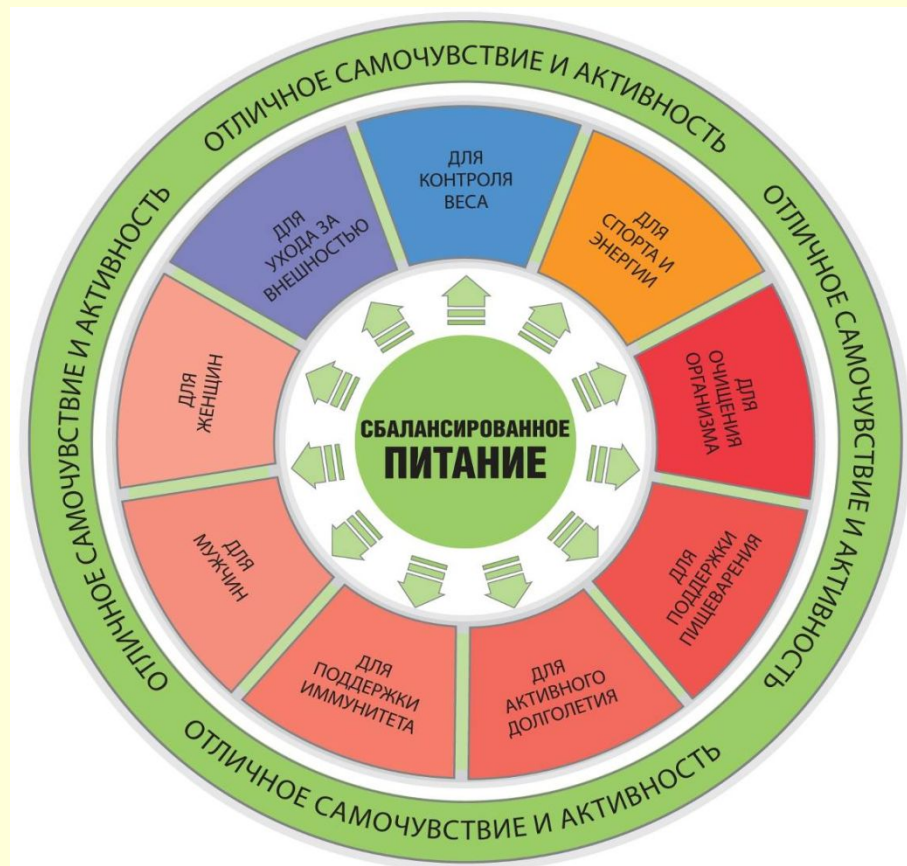 ОТЛИЧНОЕ САМОЧУВСТВИЕ И АКТИВНОСТЬ
ОТЛИЧНОЕ САМОЧУВСТВИЕ И АКТИВНОСТЬ
ОТЛИЧНОЕ САМОЧУВСТВИЕ И АКТИВНОСТЬ
ОТЛИЧНОЕ САМОЧУВСТВИЕ И АКТИВНОСТЬ
ДЛЯ
КОНТРОЛЯ
ВЕСА
ДЛЯ
СПОРТА И
ЭНЕРГИИ
ДЛЯ
ОЧИЩЕНИЯ
ОРГАНИЗМА
ДЛЯ
ПОДДЕРЖКИ
ПИЩЕВАРЕНИЯ
ДЛЯ
АКТИВНОГО
ДОЛГОЛЕТИЯ
ДЛЯ
ПОДДЕРЖКИ
ИММУНИТЕТА
ДЛЯ
МУЖЧИН
ДЛЯ
ЖЕНЩИН
ДЛЯ
УХОДА ЗА
ВНЕШНОСТЬЮ
СБАЛАНСИРОВАННОЕ
ПИТАНИЕ